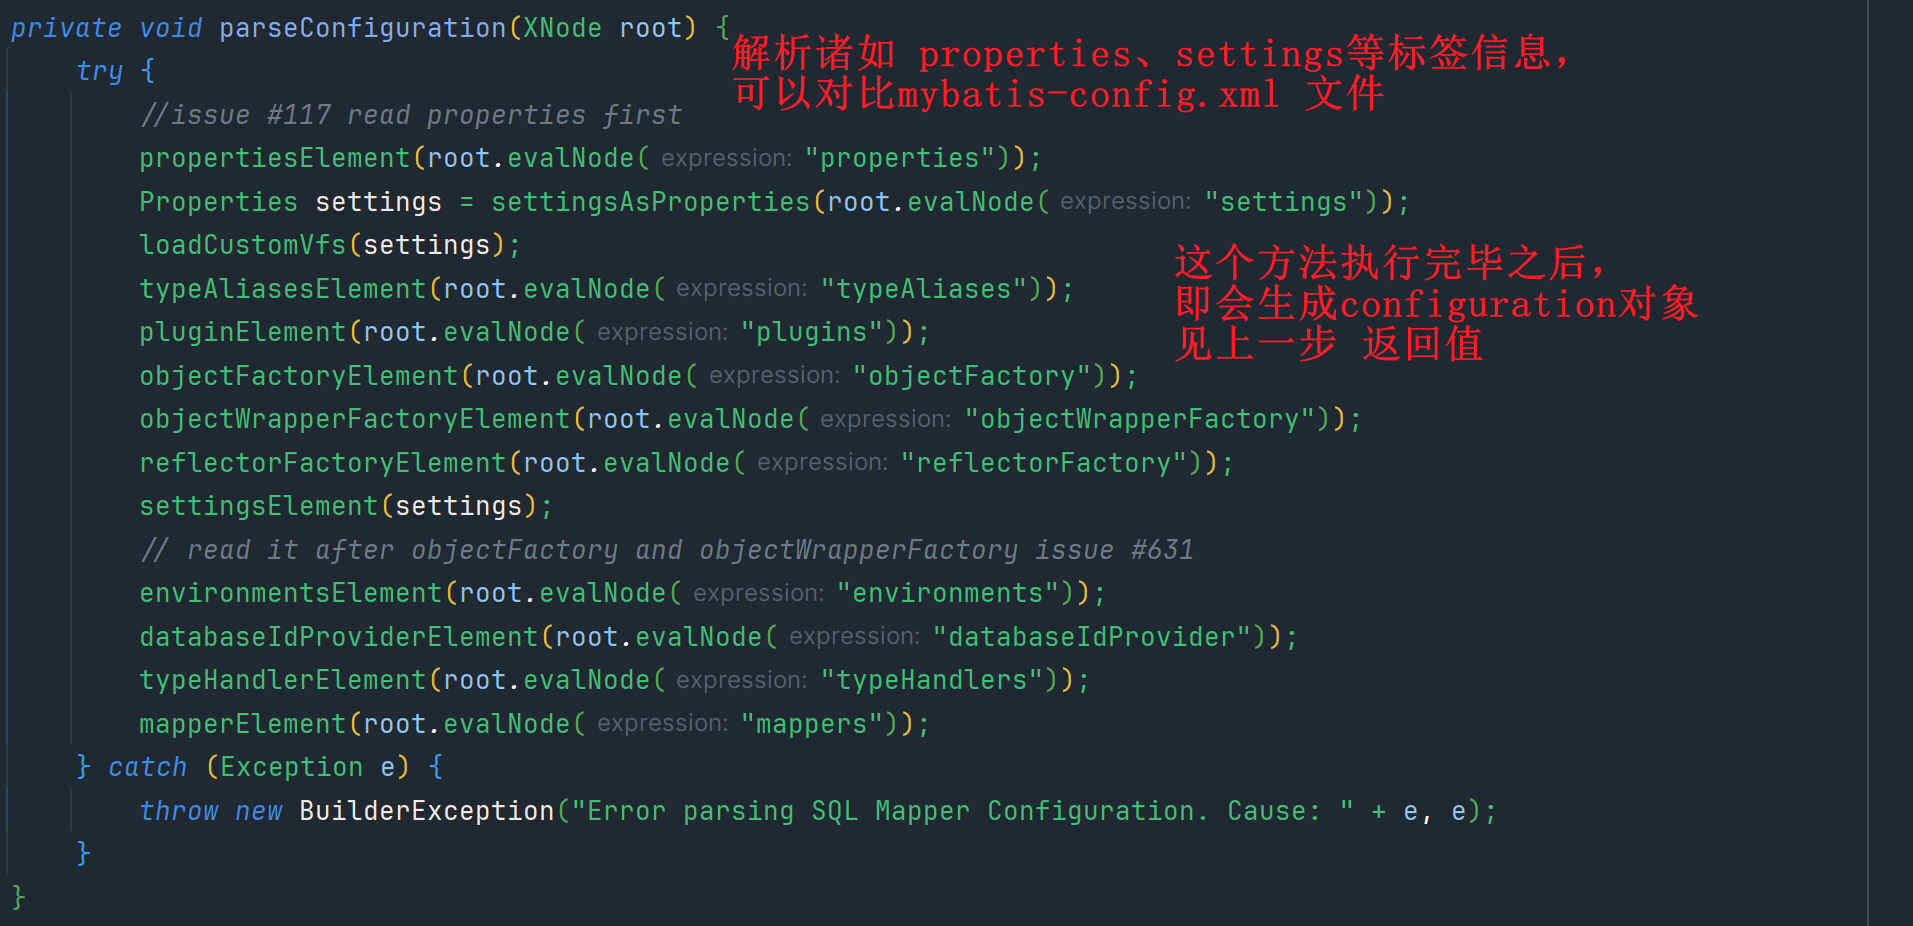 private void parseConfiguration(XNode root) {
解析诸如 properties、settings等标签信息，
try {
可以对比mybatis-config.xml 文件
//issue #117 read properties first
propertiesElement(root.evalNode( expression: "properties"));
Properties settings = settingsAsProperties(root.evalNode( expression: "settings"));
loadCustomVfs(settings);
这个方法执行完毕之后，
typeAliasesElement(root.evalNode( expression: "typeAliases"));
即会生成configuration对象
pluginElement(root.evalNode( expression: "plugins"));
见上一步 返回值
objectFactoryElement(root.evalNode( expression: "objectFactory"));
objectWrapperFactoryElement(root.evalNode( expression: "objectWrapperFactory"));
reflectorFactoryElement(root.evalNode( expression: "reflectorFactory"));
settingsElement(settings);
// read it after objectFactory and objectWrapperFactory issue #631
environmentsElement(root.evalNode( expression: "environments"));
databaseIdProviderElement(root.evalNode( expression: "databaseIdProvider"));
typeHandlerElement(root.evalNode( expression: "typeHandlers"));
mapperElement(root.evalNode( expression: "mappers"));
} catch (Exception e) {
throw new BuilderException("Error parsing SQL Mapper Configuration. Cause: " + e, e);
}
}